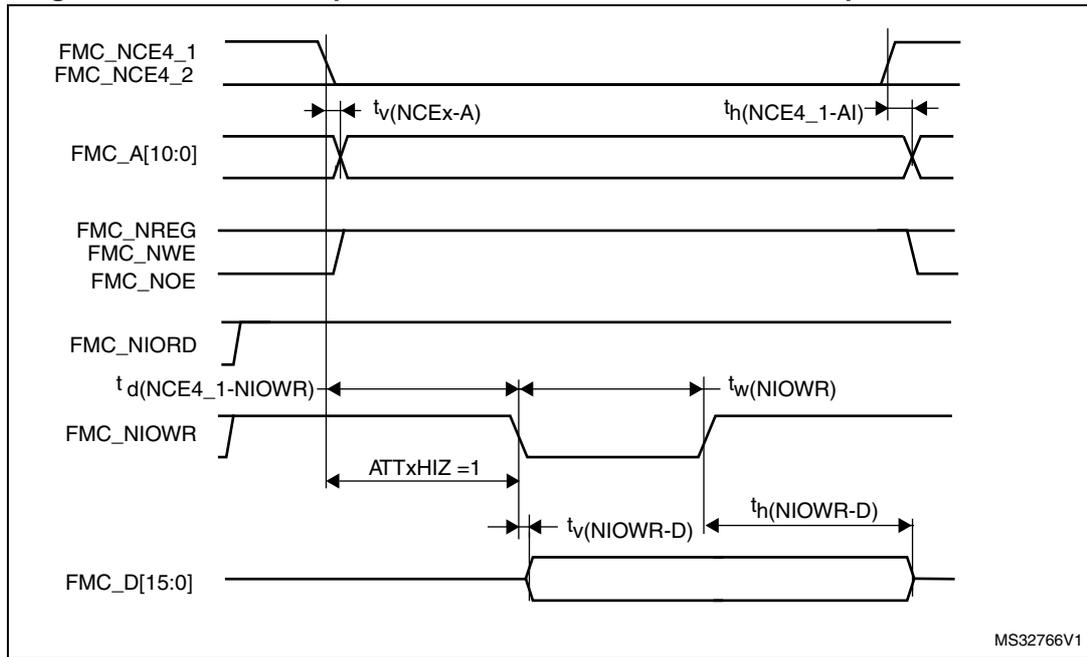 FMC_NCE4_1
FMC_NCE4_2
tv(NCEx-A)
th(NCE4_1-AI)
FMC_A[10:0]
FMC_NREG
FMC_NWE
FMC_NOE
FMC_NIORD
td(NCE4_1-NIOWR)
tw(NIOWR)
FMC_NIOWR
ATTxHIZ =1
tv(NIOWR-D)
th(NIOWR-D)
FMC_D[15:0]
MS32766V1